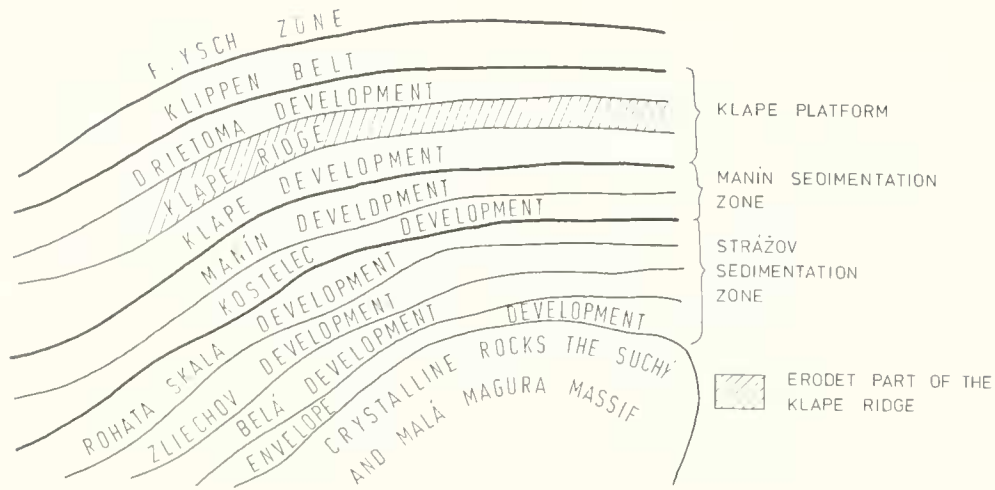 F.YSCH ZONE
KLIPPEN BELT
DRIETOMA DEVELOPMENT
KLAPE RIDGE
KLAPE DEVELOPMENT
MANÍN DEVELOPMENT
KOSTELEC DEVELOPMENT
ROHATA SKALA DEVELOPMENT
ZLIECHOV DEVELOPMENT
BELÁ DEVELOPMENT
ENVELOPE DEVELOPMENT
CRYSTALLINE ROCKS THE SUCHÝ
AND MALÁ MAGURA MASSIF
KLAPE PLATFORM
MANÍN SEDIMENTATION
ZONE
STRÁŽOV
SEDIMENTATION
ZONE
ERODET PART OF THE
KLAPE RIDGE